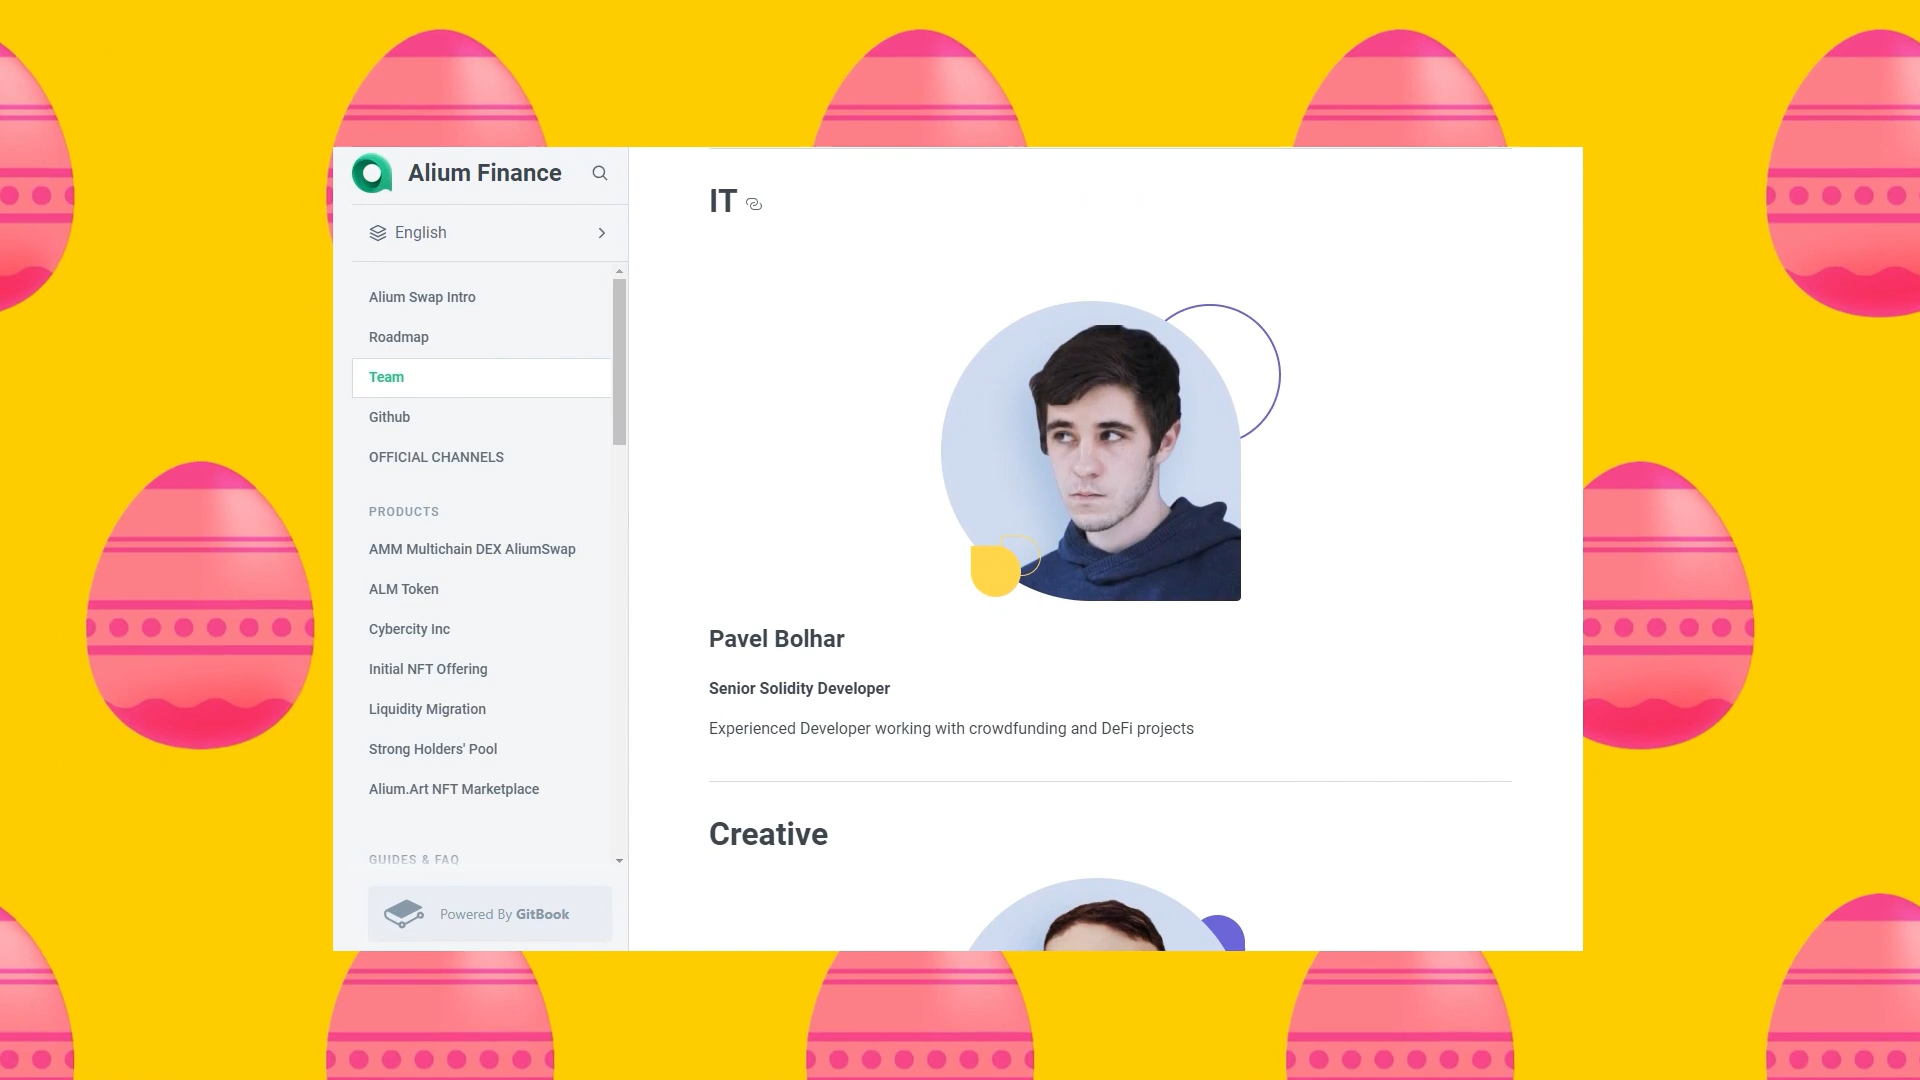 Alium Finance
English
Alium Swap Intro
Roadmap
Team
Github
OFFICIAL CHANNELS
PRODUCTS
AMM Multichain DEX AliumSwap
ALM Token
Cybercity Inc
Initial NFT Offering
Liquidity Migration
Strong Holders' Pool
Alium.Art NFT Marketplace
GUIDES & FAQ
Powered By GitBook
IT
Pavel Bolhar
Senior Solidity Developer
Experienced Developer working with crowdfunding and DeFi projects
Creative